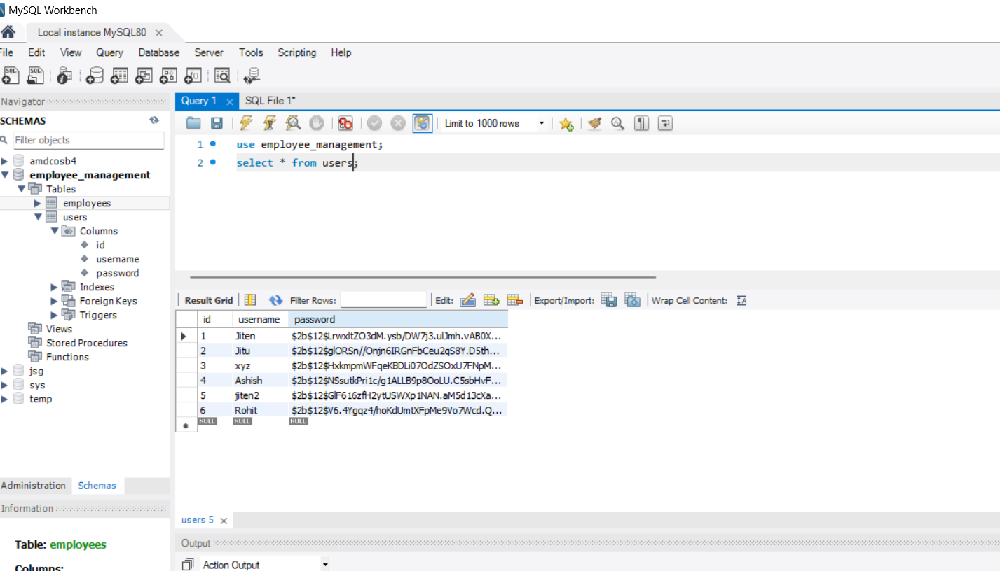 MySQL Workbench
Local instance MySQL80
File Edit View Query Database Server Tools Scripting Help
Navigator
SCHEMAS
Filter objects
amdcosb4
employee_management
Tables
employees
users
Columns
id
username
password
Indexes
Foreign Keys
Triggers
Views
Stored Procedures
Functions
jsg
sys
temp
Administration Schemas
Information
Table: employees
Columns:
Query 1 SQL File 1*
Limit to 1000 rows
1 use employee_management;
2 select * from users;
Result Grid Filter Rows: Edit: Export/Import: Wrap Cell Content:
id username password
1 Jiten $2b$12$LrwxltZO3dM.ysb/DW7j3.ulJmh.vAB0X...
2 Jitu $2b$12$glORSn//Onjn6IRGnFbCeu2qS8Y.D5th...
3 xyz $2b$12$HxkmpmWFqeKBDLi07OdZSOxU7FNpM...
4 Ashish $2b$12$NSsutkPri1c/g1ALLB9p8OoLU.C5sbHvF...
5 jiten2 $2b$12$GlF616zfH2ytUSWXp1NAN.aM5d13cXa...
6 Rohit $2b$12$V6.4Ygqz4/hoKdUmtXFpMe9Vo7Wcd.Q...
NULL NULL NULL
users 5
Output
Action Output